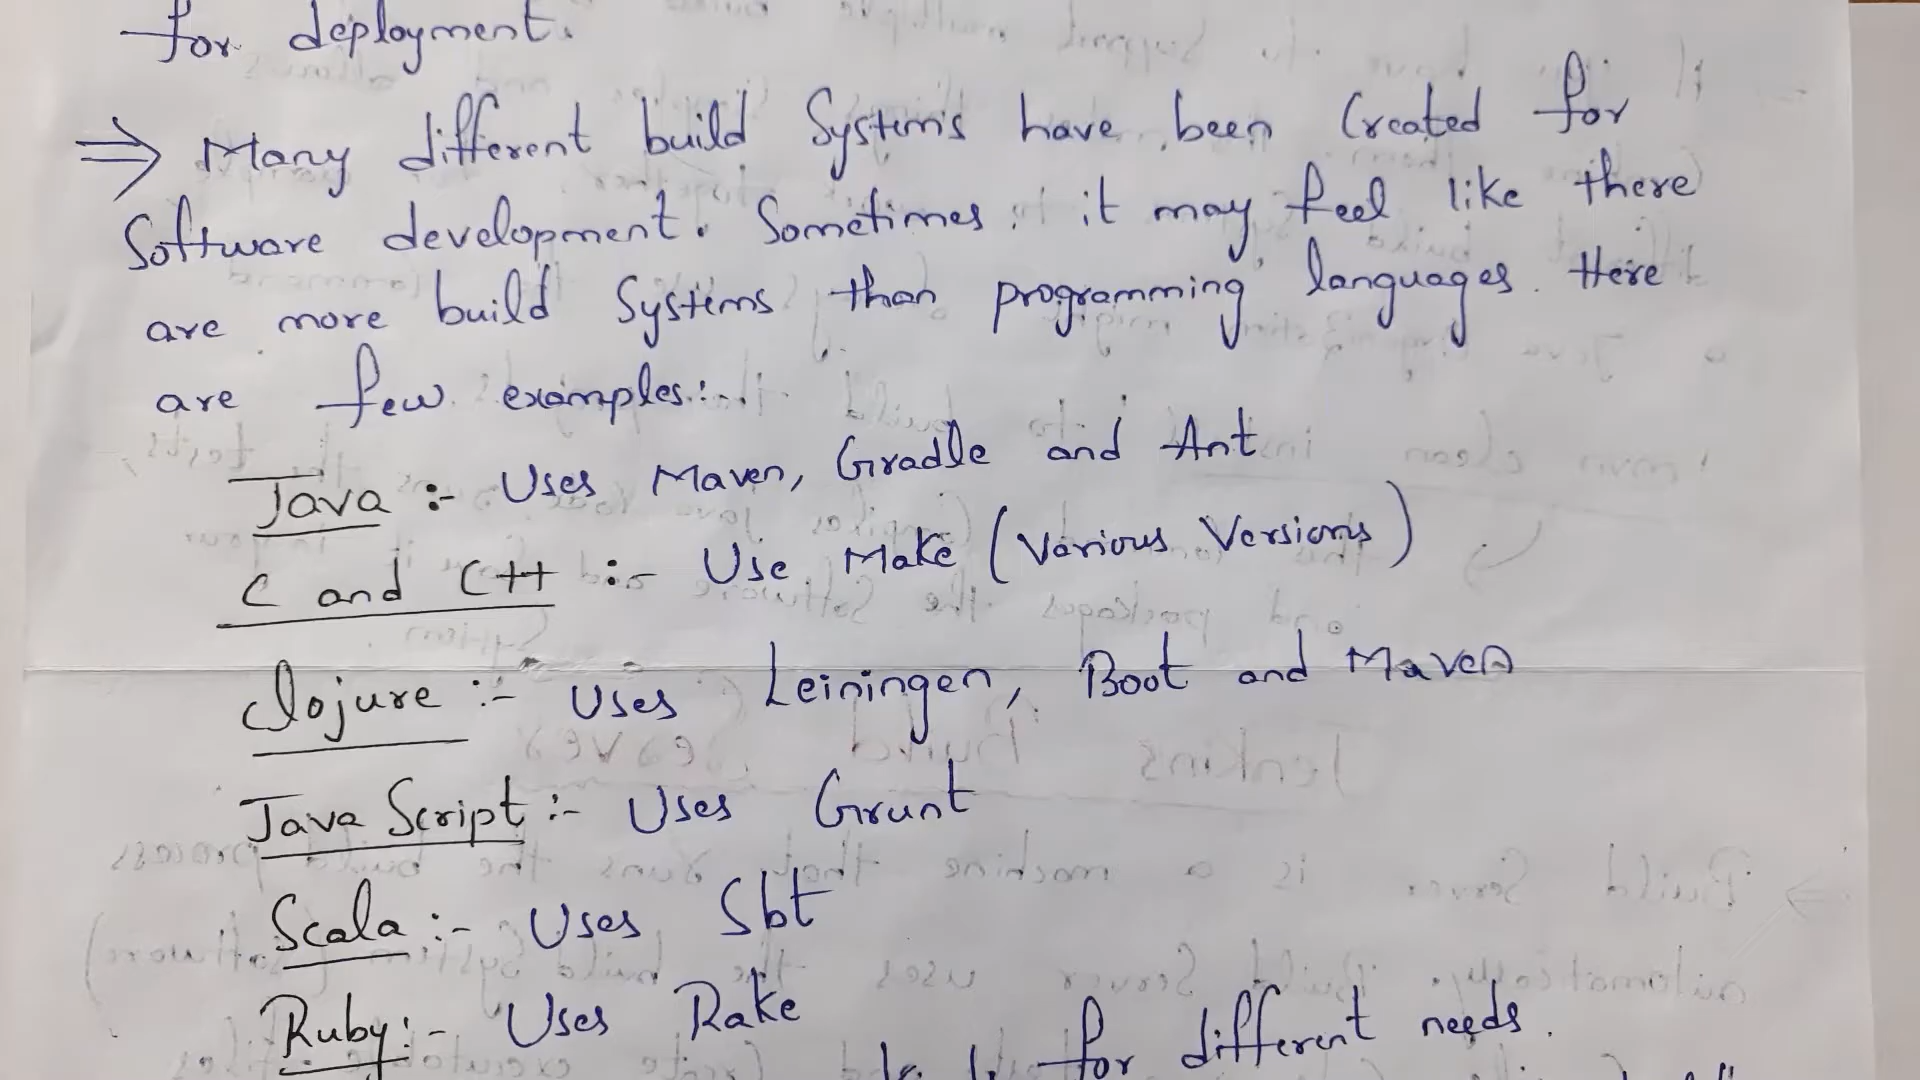 for deployment.
⇒ Many different build Systems have been Created for
Software development. Sometimes it may feel like there
are more build Systems than programming languages. Here
are few examples:-
Java :- Uses Maven, Gradle and Ant
C and C++ :- Use Make (Various Versions)
Clojure :- Uses Leiningen, Boot and Maven
Java Script :- Uses Grunt
Scala :- Uses Sbt
Ruby :- Uses Rake
for different needs.